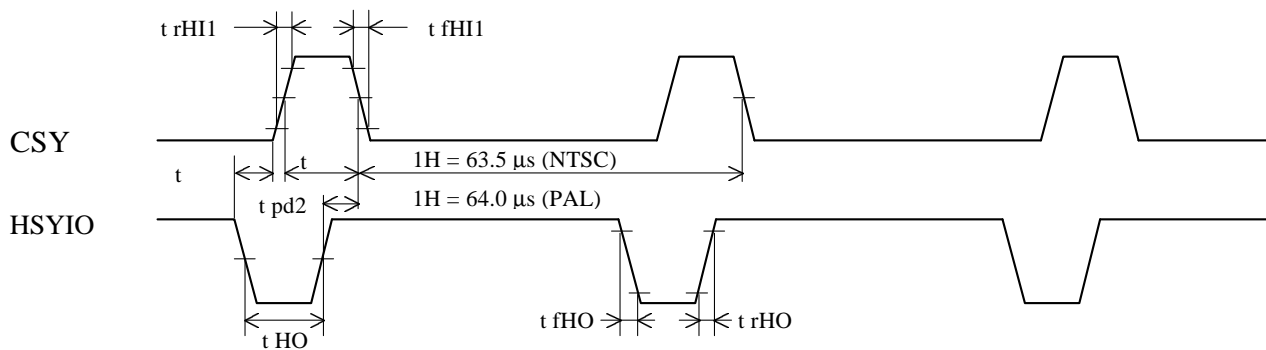 t rHI1
t fHI1
CSY
t
t
1H = 63.5 µs (NTSC)
t pd2
1H = 64.0 µs (PAL)
HSYIO
t HO
t fHO
t rHO